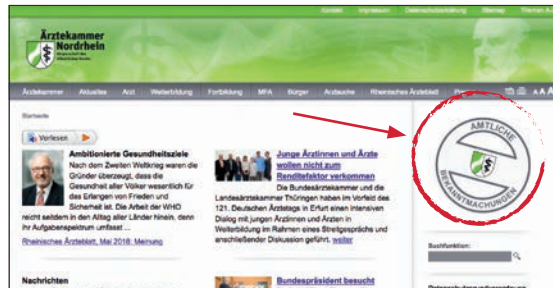 Kontakt Impressum Datenschutzerklärung Sitemap Themen A-Z
Ärztekammer
Nordrhein
Ärztekammer Aktuelles Arzt Weiterbildung Fortbildung MFA Bürger Arztsuche Rheinisches Ärzteblatt A A A
Startseite
Vorlesen
Ambitionierte Gesundheitsziele
Nach dem Zweiten Weltkrieg waren die
Gründer überzeugt, dass die
Gesundheit aller Völker wesentlich für
das Erlangen von Frieden und
Sicherheit ist. Die Arbeit der WHO
reicht seitdem in den Alltag aller Länder hinein, denn
ihr Aufgabenspektrum umfasst ...
Rheinisches Ärzteblatt, Mai 2018: Meinung
Nachrichten
Junge Ärztinnen und Ärzte
wollen nicht zum
Renditefaktor verkommen
Die Bundesärztekammer und die
Landesärztekammer Thüringen haben im Vorfeld des
121. Deutschen Ärztetags in Erfurt einen intensiven
Dialog mit jungen Ärztinnen und Ärzten in
Weiterbildung im Rahmen eines Streitgesprächs und
anschließender Diskussion geführt. weiter
Bundespräsident besucht
AMTLICHE
BEKANNTMACHUNGEN
Suchfunktion: